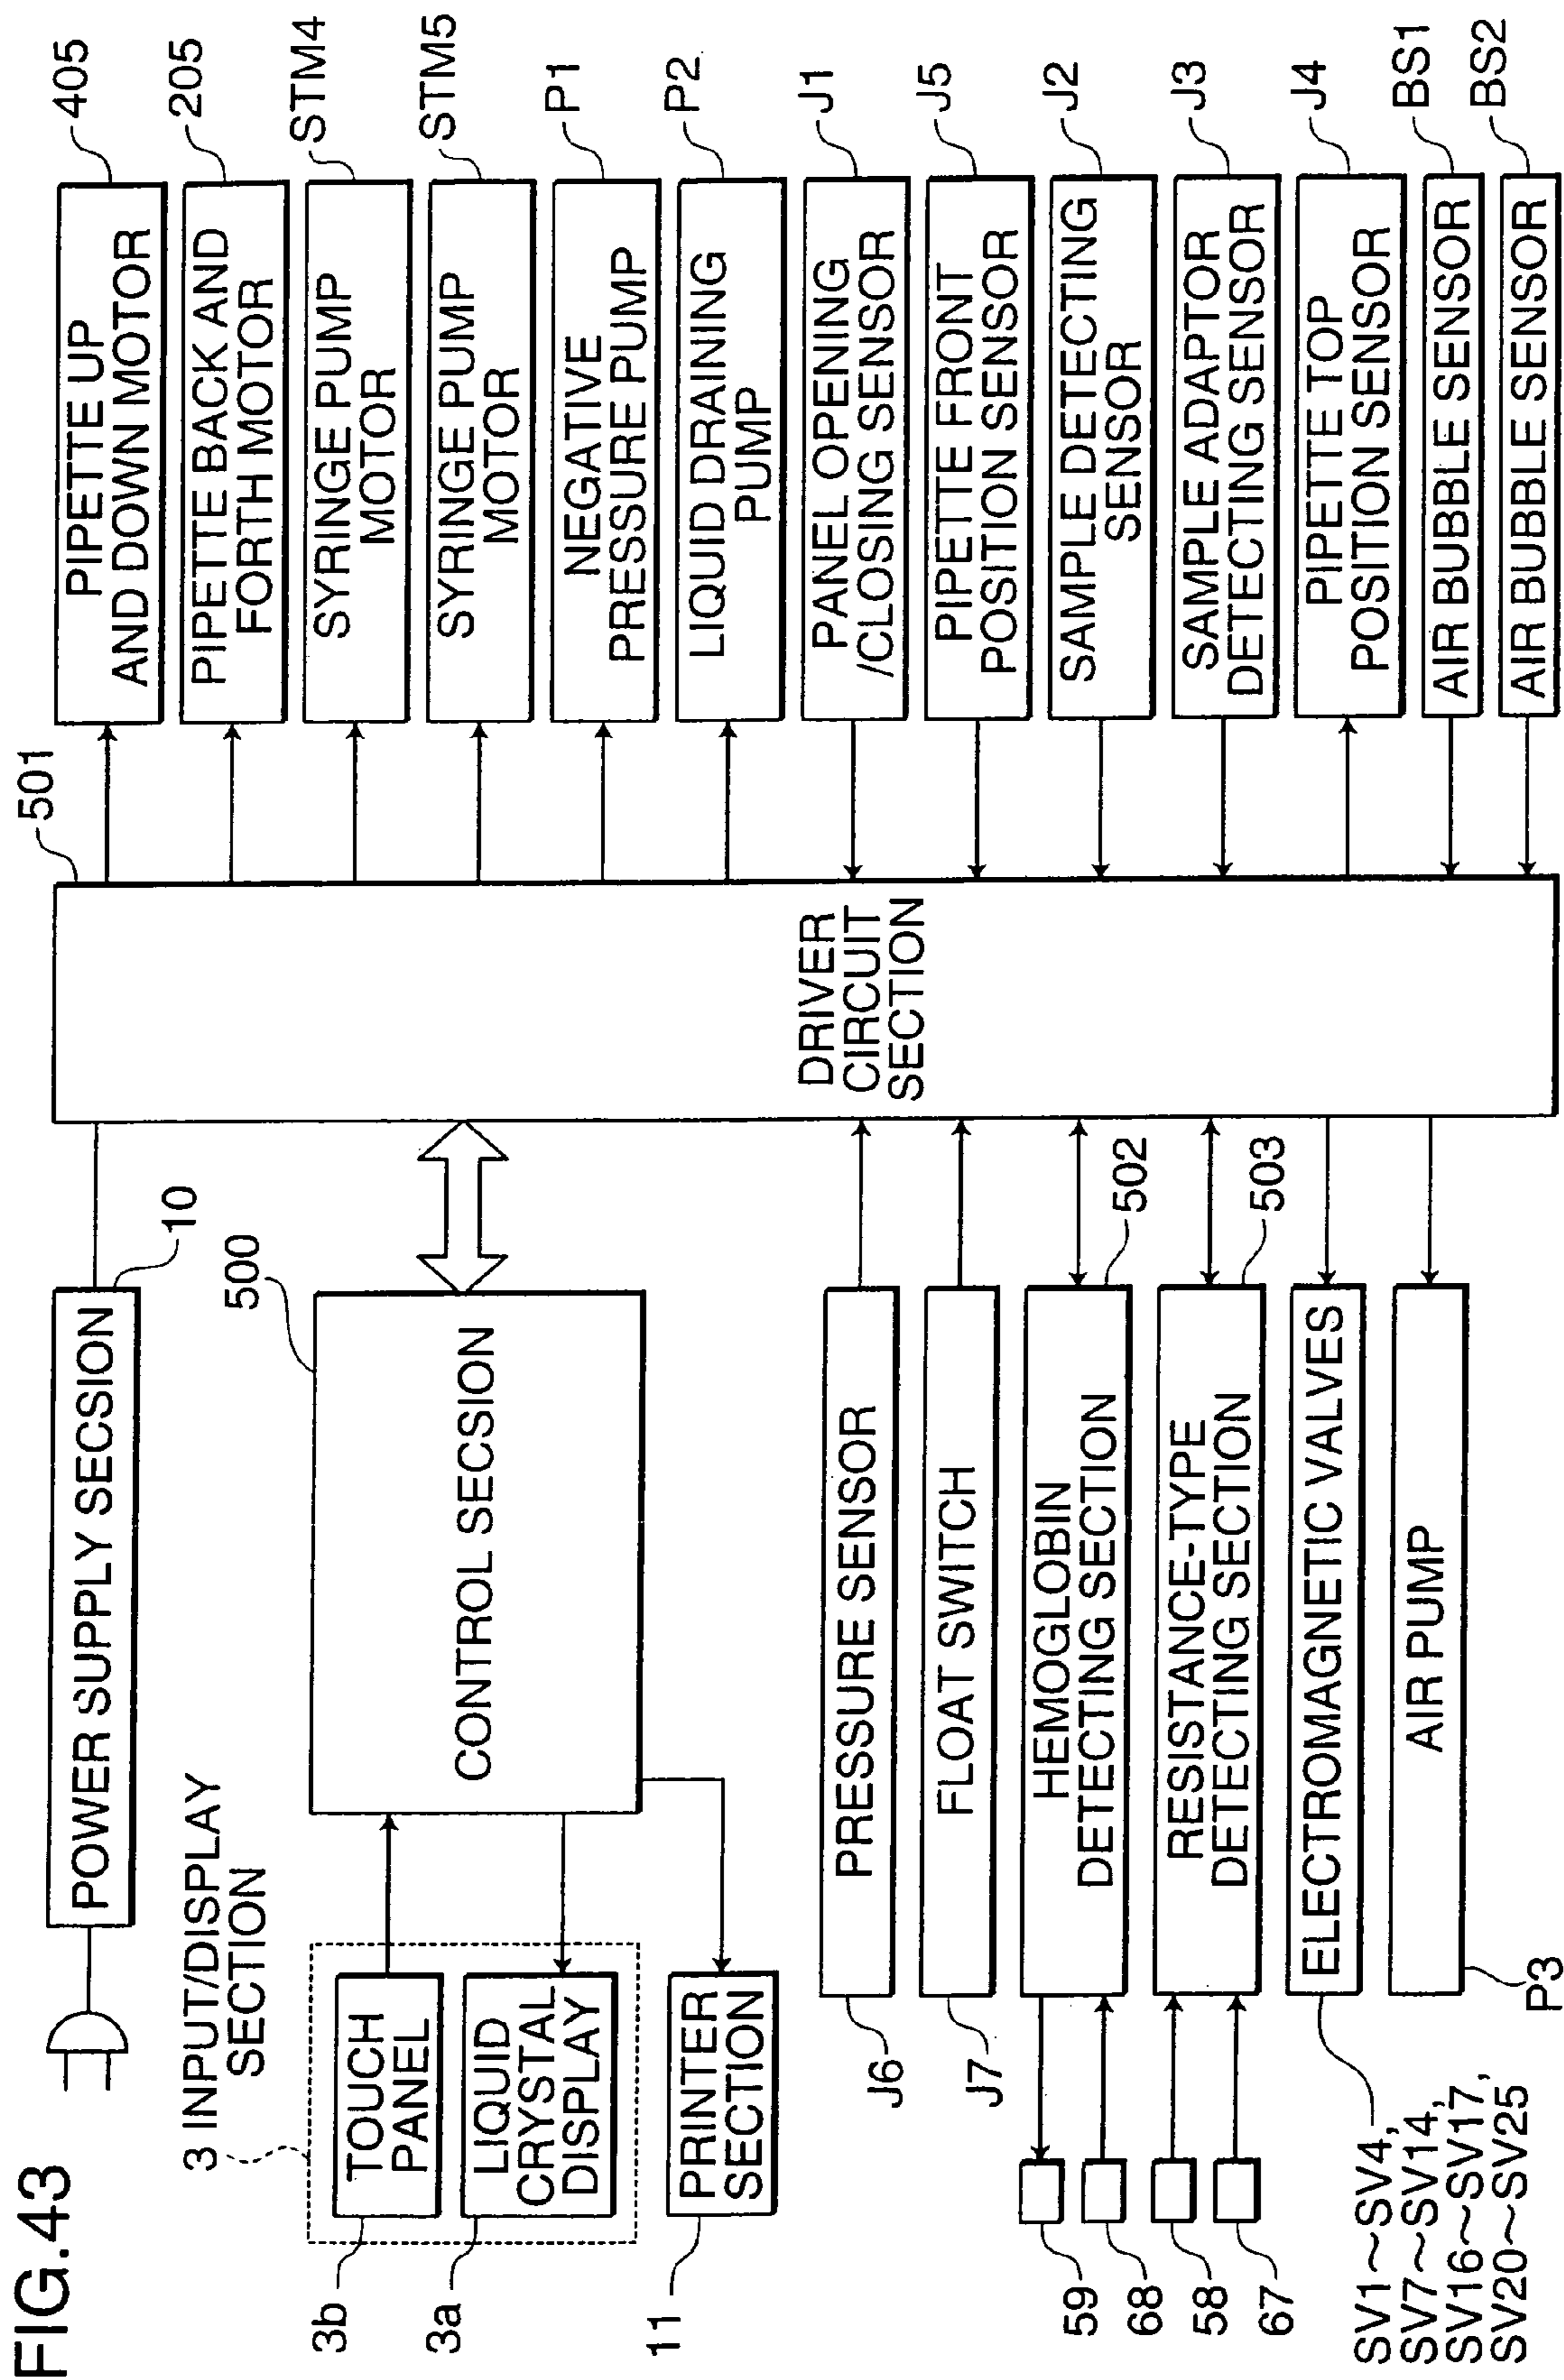 FIG.43
POWER SUPPLY SECSION
10
3 INPUT/DISPLAY
SECTION
TOUCH
PANEL
3b
LIQUID
CRYSTAL
DISPLAY
3a
PRINTER
SECTION
11
CONTROL SECSION
500
PRESSURE SENSOR
J6
FLOAT SWITCH
J7
HEMOGLOBIN
DETECTING SECTION
502
59
68
RESISTANCE-TYPE
DETECTING SECTION
503
58
67
ELECTROMAGNETIC VALVES
SV1~SV4,
SV7~SV14,
SV16~SV17,
SV20~SV25
AIR PUMP
P3
DRIVER
CIRCUIT
SECTION
501
PIPETTE UP
AND DOWN MOTOR
405
PIPETTE BACK AND
FORTH MOTOR
205
SYRINGE PUMP
MOTOR
STM4
SYRINGE PUMP
MOTOR
STM5
NEGATIVE
PRESSURE PUMP
P1
LIQUID DRAINING
PUMP
P2
PANEL OPENING
/CLOSING SENSOR
J1
PIPETTE FRONT
POSITION SENSOR
J5
SAMPLE DETECTING
SENSOR
J2
SAMPLE ADAPTOR
DETECTING SENSOR
J3
PIPETTE TOP
POSITION SENSOR
J4
AIR BUBBLE SENSOR
BS1
AIR BUBBLE SENSOR
BS2